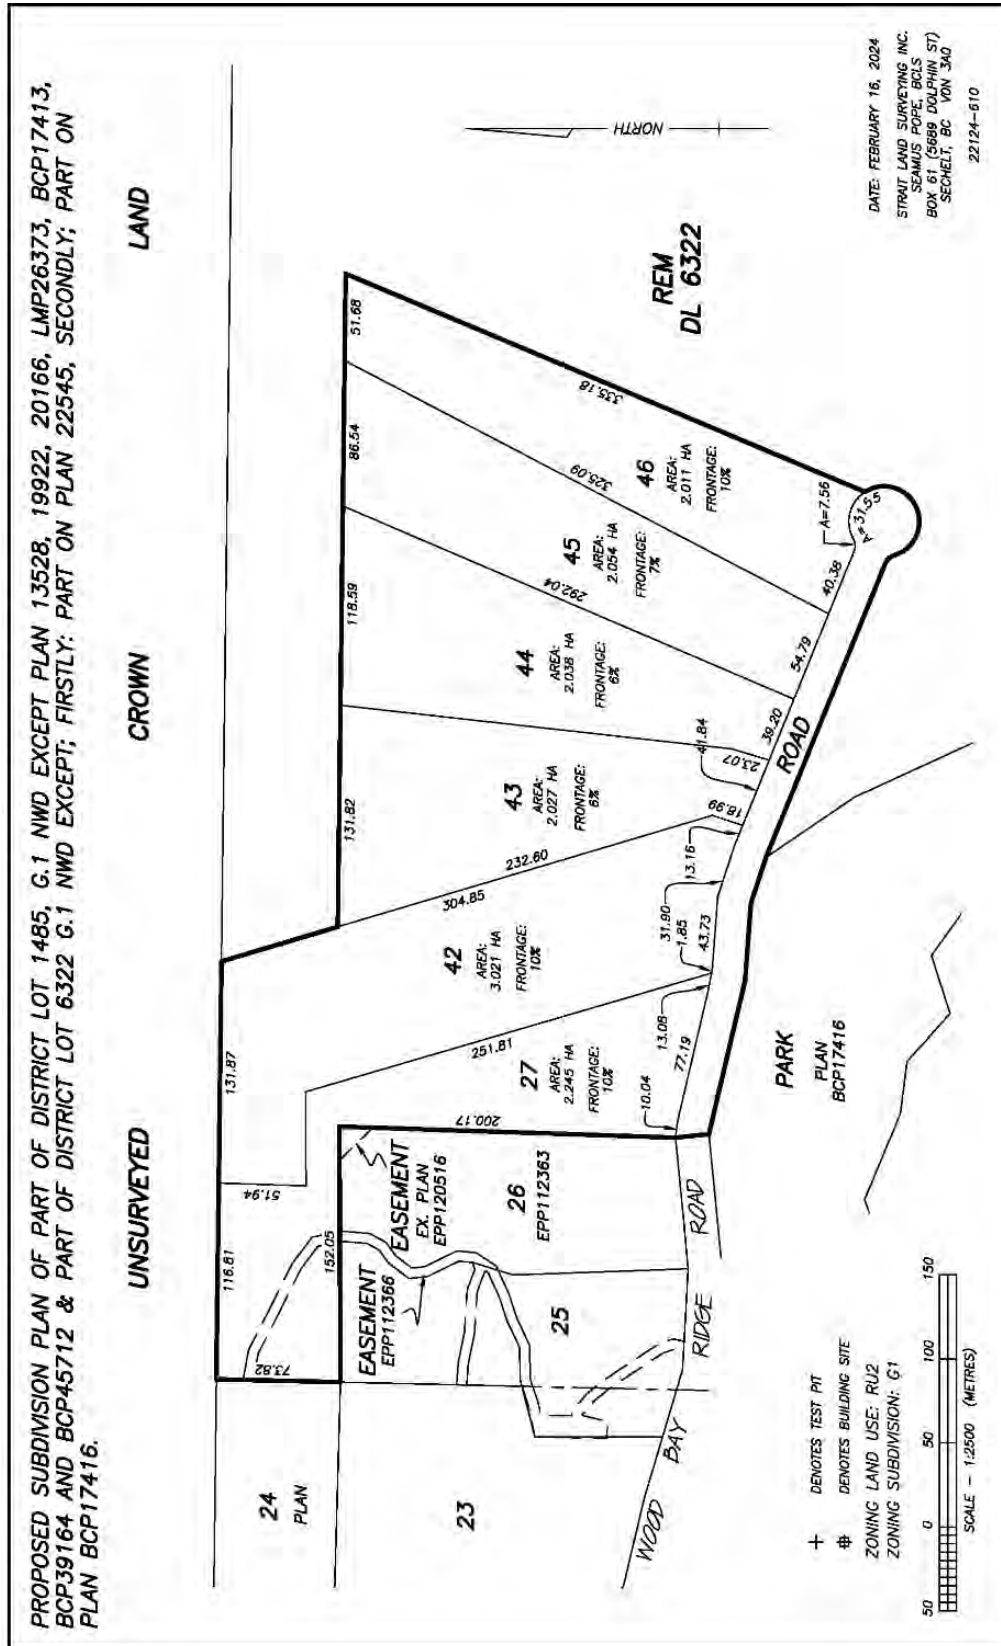 PROPOSED SUBDIVISION PLAN OF PART OF DISTRICT LOT 1485, G.1 NWD EXCEPT PLAN 13528, 19922, 20166, LMP26373, BCP17413,
BCP39164 AND BCP45712 & PART OF DISTRICT LOT 6322 G.1 NWD EXCEPT; FIRSTLY: PART ON PLAN 22545, SECONDLY; PART ON
PLAN BCP17416.
UNSURVEYED
CROWN
LAND
116.81
131.87
73.82
51.94
152.05
131.82
118.59
86.54
51.68
24
PLAN
23
EASEMENT
EPP112366
EASEMENT
EX. PLAN
EPP120516
25
26
EPP112363
200.17
27
AREA:
2.245 HA
FRONTAGE:
10%
251.81
42
AREA:
3.021 HA
FRONTAGE:
10%
304.85
232.60
43
AREA:
2.027 HA
FRONTAGE:
6%
44
AREA:
2.038 HA
FRONTAGE:
6%
292.04
45
AREA:
2.054 HA
FRONTAGE:
7%
325.09
46
AREA:
2.011 HA
FRONTAGE:
10%
335.18
REM
DL 6322
NORTH
10.04
77.19
13.08
1.85
31.90
43.73
13.16
18.99
41.84
23.07
39.20
54.79
40.38
A=7.56
A=31.55
WOOD
BAY
RIDGE
ROAD
ROAD
PARK
PLAN
BCP17416
DENOTES TEST PIT
DENOTES BUILDING SITE
ZONING LAND USE: RU2
ZONING SUBDIVISION: G1
50 0 50 100 150
SCALE - 1:2500 (METRES)
DATE: FEBRUARY 16, 2024
STRAIT LAND SURVEYING INC.
SEAMUS POPE, BCLS
BOX 61 (5689 DOLPHIN ST)
SECHELT, BC V0N 3A0
22124-610